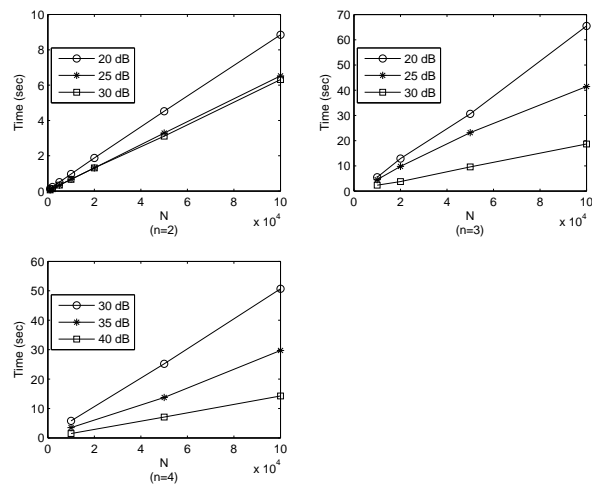 10
8
6
4
2
0
Time (sec)
20 dB
25 dB
30 dB
0 2 4 6 8 10
x 10^4
N
(n=2)
70
60
50
40
30
20
10
0
Time (sec)
20 dB
25 dB
30 dB
0 2 4 6 8 10
x 10^4
N
(n=3)
60
50
40
30
20
10
0
Time (sec)
30 dB
35 dB
40 dB
0 2 4 6 8 10
x 10^4
N
(n=4)